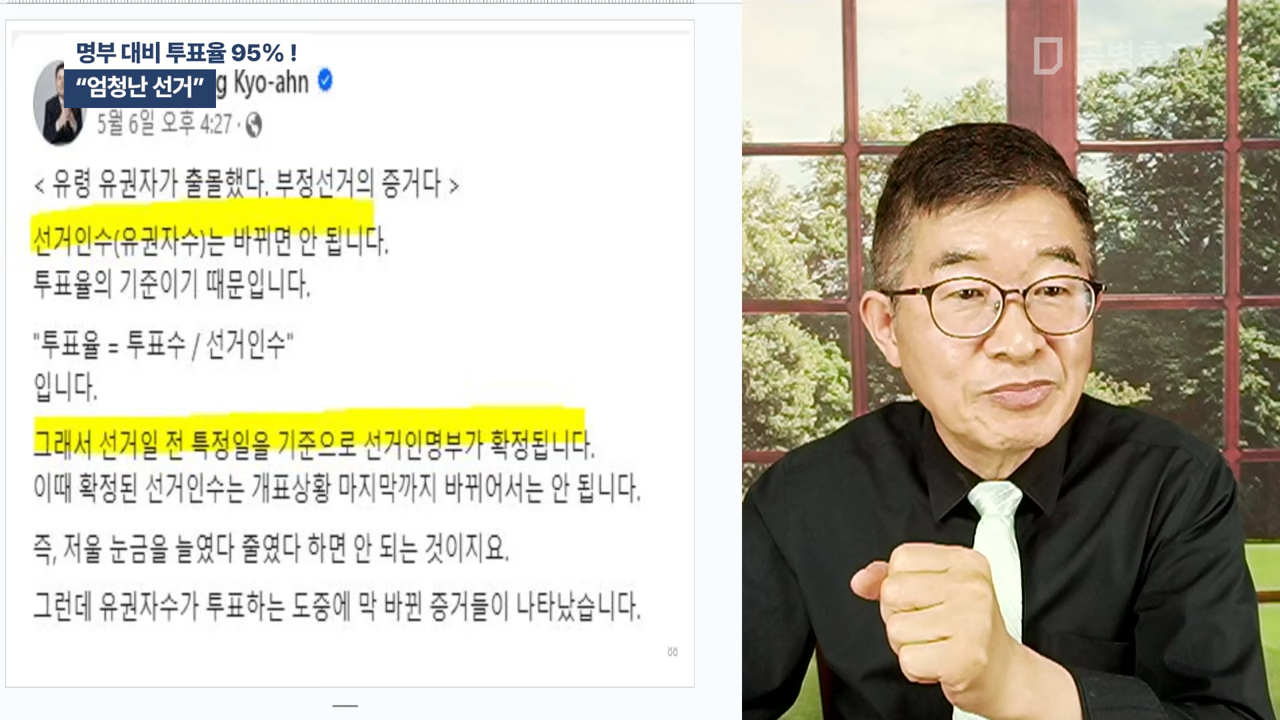 명부 대비 투표율 95% !
“엄청난 선거”
g Kyo-ahn
5월 6일 오후 4:27 ·
< 유령 유권자가 출몰했다. 부정선거의 증거다 >
선거인수(유권자수)는 바뀌면 안 됩니다.
투표율의 기준이기 때문입니다.
"투표율 = 투표수 / 선거인수"
입니다.
그래서 선거일 전 특정일을 기준으로 선거인명부가 확정됩니다.
이때 확정된 선거인수는 개표상황 마지막까지 바뀌어서는 안 됩니다.
즉, 저울 눈금을 늘였다 줄였다 하면 안 되는 것이지요.
그런데 유권자수가 투표하는 도중에 막 바뀐 증거들이 나타났습니다.
88
공병호TV